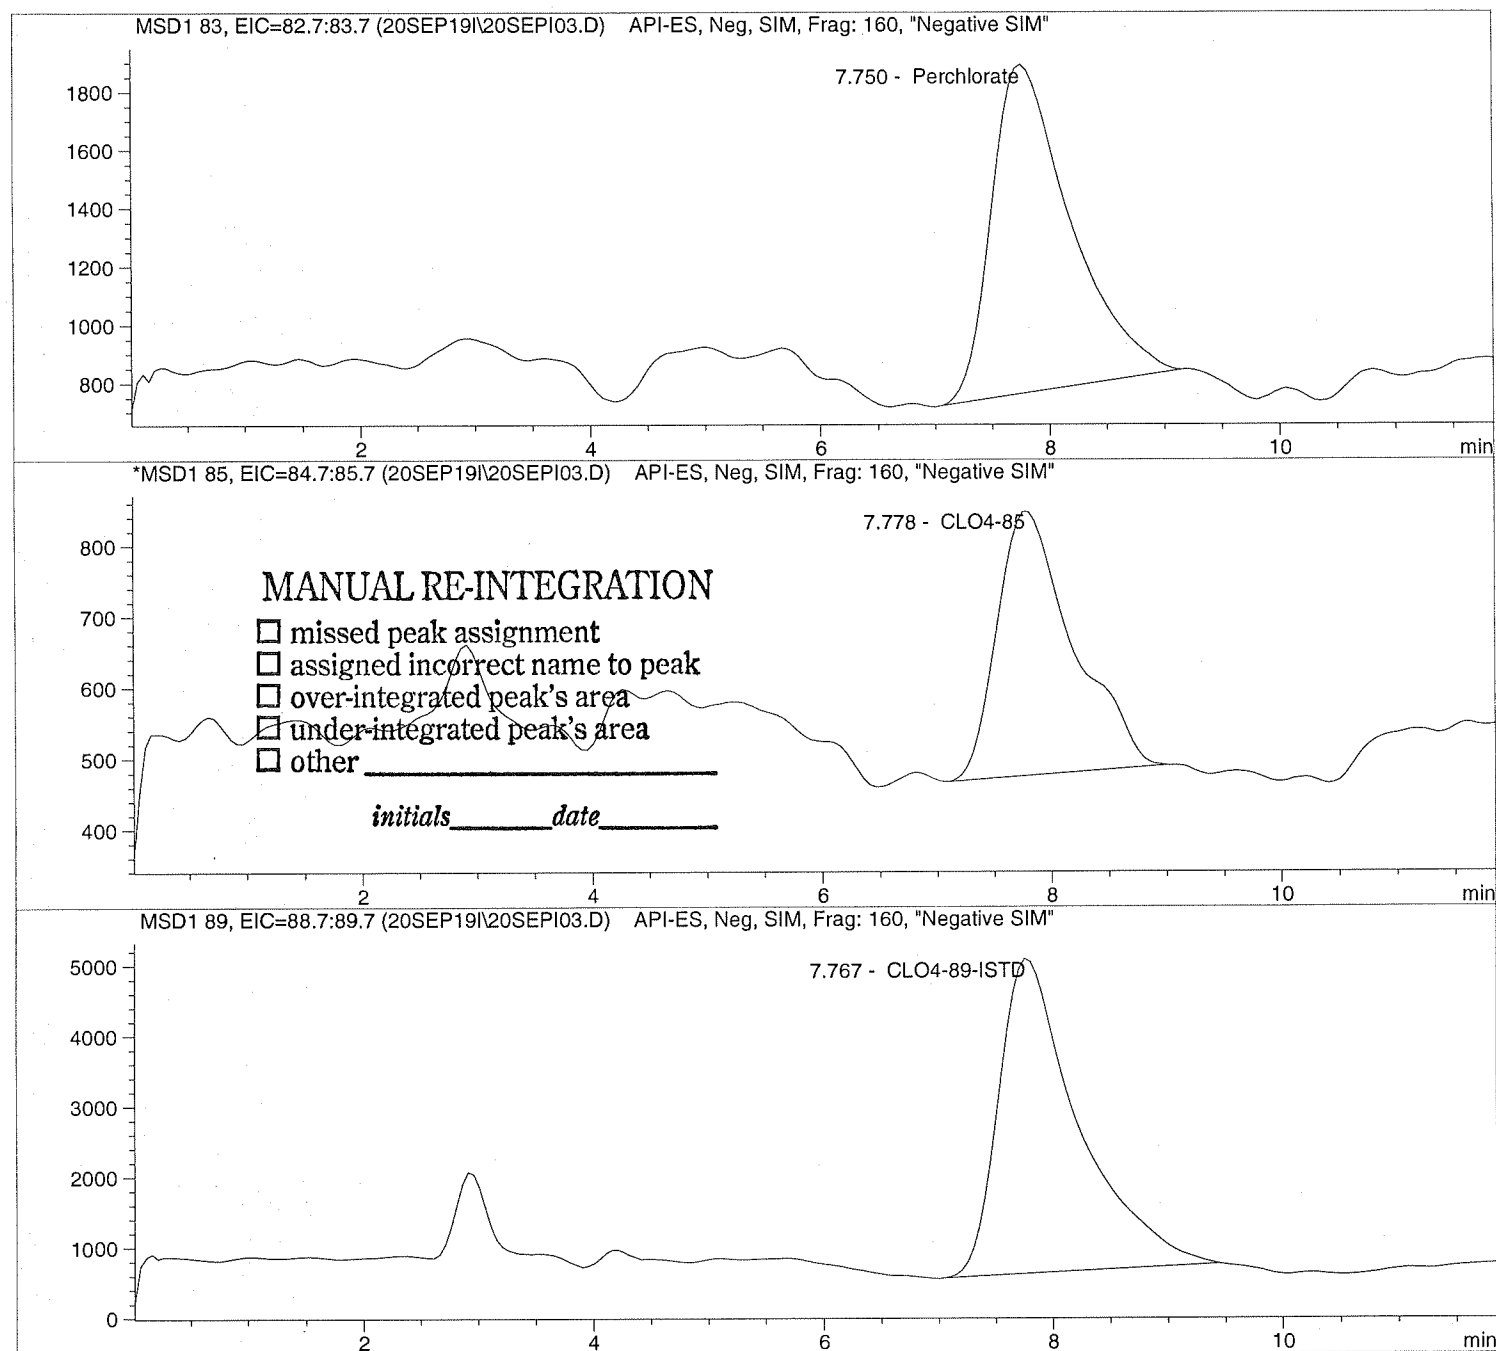 MSD1 83, EIC=82.7:83.7 (20SEP19I\20SEPI03.D) API-ES, Neg, SIM, Frag: 160, "Negative SIM"
7.750 - Perchlorate
1800
1600
1400
1200
1000
800
2 4 6 8 10 min
*MSD1 85, EIC=84.7:85.7 (20SEP19I\20SEPI03.D) API-ES, Neg, SIM, Frag: 160, "Negative SIM"
7.778 - CLO4-85
800
700
600
500
400
MANUAL RE-INTEGRATION
☐ missed peak assignment
☐ assigned incorrect name to peak
☐ over-integrated peak's area
☐ under-integrated peak's area
☐ other
initials date
2 4 6 8 10 min
MSD1 89, EIC=88.7:89.7 (20SEP19I\20SEPI03.D) API-ES, Neg, SIM, Frag: 160, "Negative SIM"
7.767 - CLO4-89-ISTD
5000
4000
3000
2000
1000
0
2 4 6 8 10 min